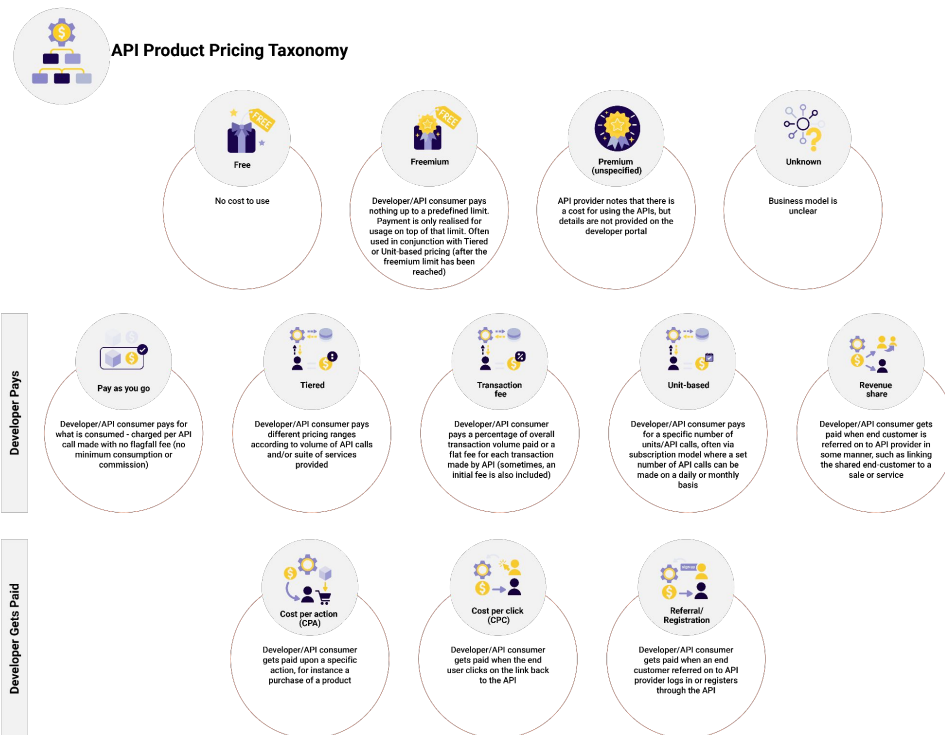 API Product Pricing Taxonomy
FREE
Free
No cost to use
FREE
Freemium
Developer/API consumer pays
nothing up to a predefined limit.
Payment is only realised for
usage on top of that limit. Often
used in conjunction with Tiered
or Unit-based pricing (after the
freemium limit has been
reached)
Premium
(unspecified)
API provider notes that there is
a cost for using the APIs, but
details are not provided on the
developer portal
Unknown
Business model is
unclear
Developer Pays
Pay as you go
Developer/API consumer pays for
what is consumed - charged per API
call made with no flagfall fee (no
minimum consumption or
commission)
Tiered
Developer/API consumer pays
different pricing ranges
according to volume of API calls
and/or suite of services
provided
Transaction
fee
Developer/API consumer
pays a percentage of overall
transaction volume paid or a
flat fee for each transaction
made by API (sometimes, an
initial fee is also included)
Unit-based
Developer/API consumer pays
for a specific number of
units/API calls, often via
subscription model where a set
number of API calls can be
made on a daily or monthly
basis
Revenue
share
Developer/API consumer gets
paid when end customer is
referred on to API provider in
some manner, such as linking
the shared end-customer to a
sale or service
Developer Gets Paid
Cost per action
(CPA)
Developer/API consumer
gets paid upon a specific
action, for instance a
purchase of a product
Cost per click
(CPC)
Developer/API consumer
gets paid when the end
user clicks on the link back
to the API
Referral/
Registration
Developer/API consumer
gets paid when an end
customer referred on to API
provider logs in or registers
through the API